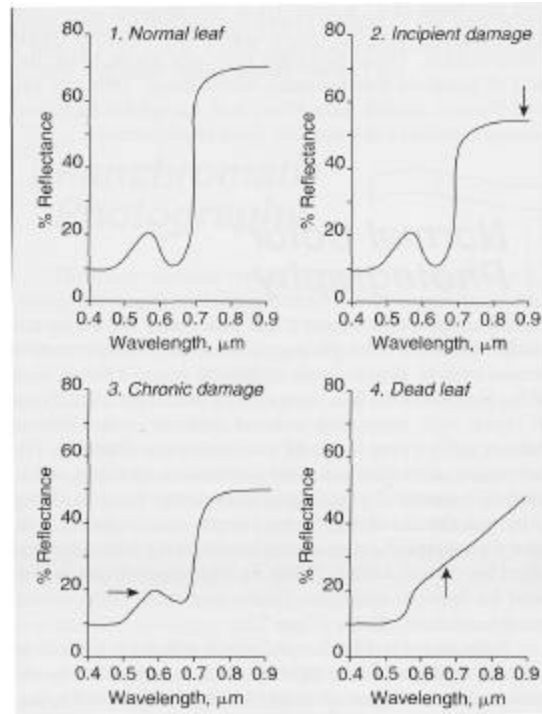 1. Normal leaf
80
60
40
20
0
% Reflectance
0.4 0.5 0.6 0.7 0.8 0.9
Wavelength, μm
2. Incipient damage
80
60
40
20
0
% Reflectance
0.4 0.5 0.6 0.7 0.8 0.9
Wavelength, μm
Normal Color
Photography
3. Chronic damage
80
60
40
20
0
% Reflectance
0.4 0.5 0.6 0.7 0.8 0.9
Wavelength, μm
4. Dead leaf
80
60
40
20
0
% Reflectance
0.4 0.5 0.6 0.7 0.8 0.9
Wavelength, μm